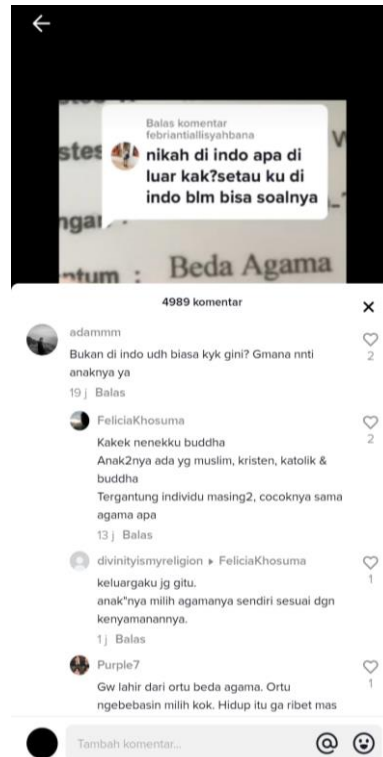 Balas komentar
febriantiallisyahbana
nikah di indo apa di
luar kak?setau ku di
indo blm bisa soalnya
stes
ngar
ntum : Beda Agama
4989 komentar
adammm
Bukan di indo udh biasa kyk gini? Gmana nnti
anaknya ya
2
19 j Balas
FeliciaKhosuma
Kakek nenekku buddha
Anak2nya ada yg muslim, kristen, katolik &
buddha
Tergantung individu masing2, cocoknya sama
agama apa
2
13 j Balas
divinityismyreligion ▸ FeliciaKhosuma
keluargaku jg gitu.
anak"nya milih agamanya sendiri sesuai dgn
kenyamanannya.
1
1 j Balas
Purple7
Gw lahir dari ortu beda agama. Ortu
ngebebasin milih kok. Hidup itu ga ribet mas
1
Tambah komentar...